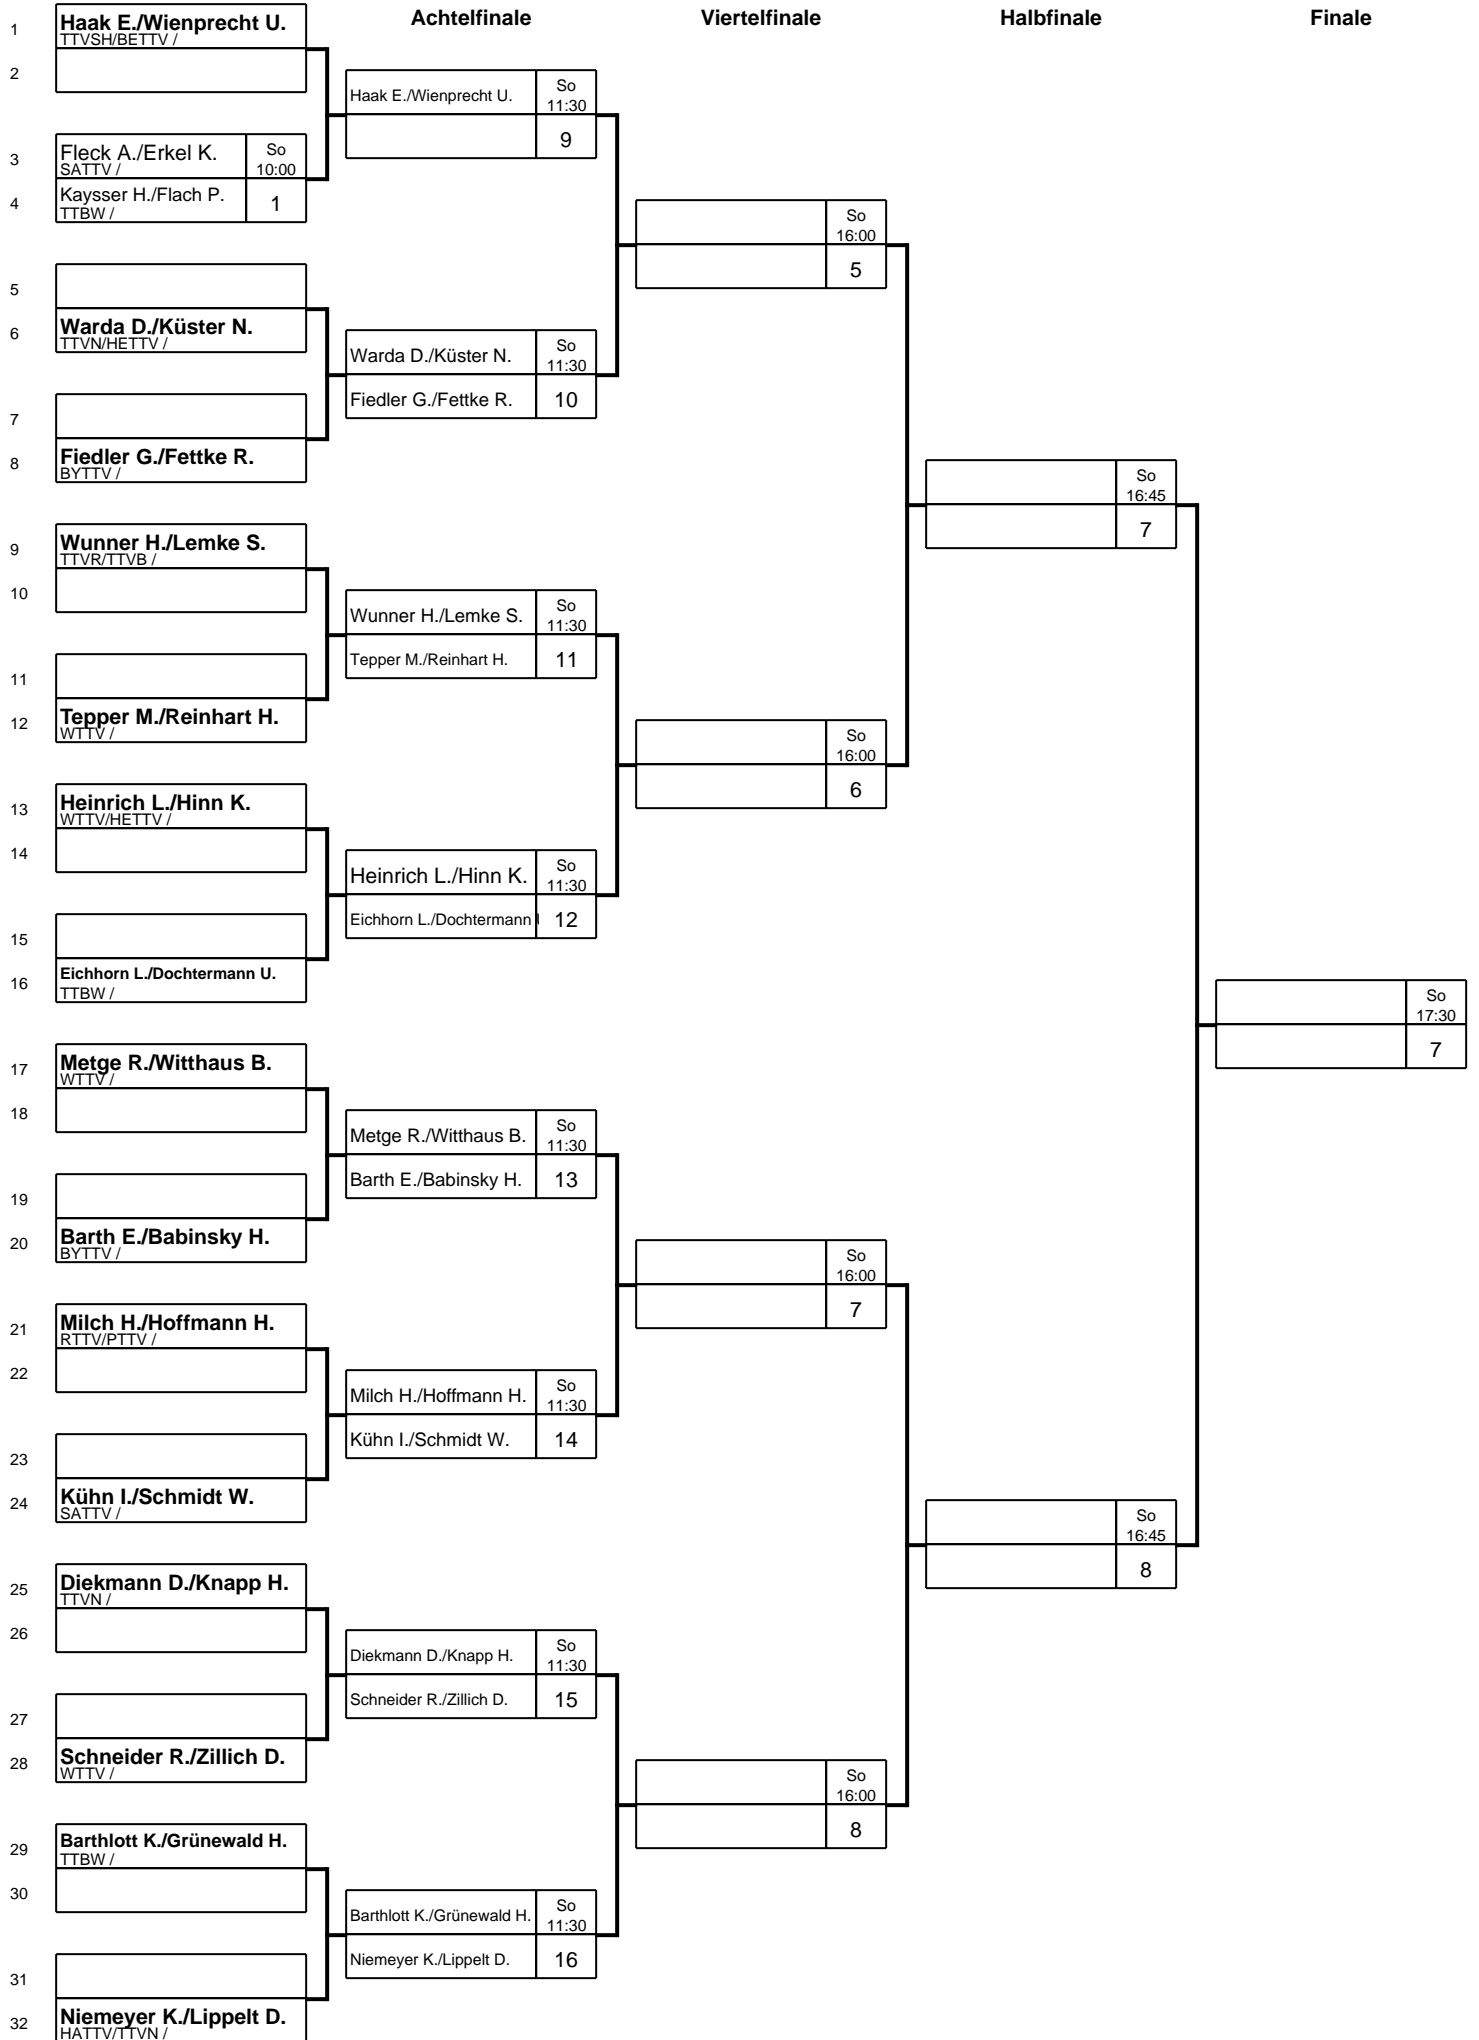 Achtelfinale
Viertelfinale
Halbfinale
Finale
1
Haak E./Wienprecht U.
TTVSH/BETTV /
2
Haak E./Wienprecht U.
So
11:30
9
3
Fleck A./Erkel K.
SATTV /
So
10:00
4
Kaysser H./Flach P.
TTBW /
1
So
16:00
5
5
6
Warda D./Küster N.
TTVN/HETTV /
Warda D./Küster N.
So
11:30
Fiedler G./Fettke R.
10
7
8
Fiedler G./Fettke R.
BYTTV /
So
16:45
7
9
Wunner H./Lemke S.
TTVR/TTVB /
10
Wunner H./Lemke S.
So
11:30
Tepper M./Reinhart H.
11
11
12
Tepper M./Reinhart H.
WTTV /
So
16:00
6
13
Heinrich L./Hinn K.
WTTV/HETTV /
14
Heinrich L./Hinn K.
So
11:30
Eichhorn L./Dochtermann
12
15
16
Eichhorn L./Dochtermann U.
TTBW /
So
17:30
7
17
Metge R./Witthaus B.
WTTV /
18
Metge R./Witthaus B.
So
11:30
Barth E./Babinsky H.
13
19
20
Barth E./Babinsky H.
BYTTV /
So
16:00
7
21
Milch H./Hoffmann H.
RTTV/PTTV /
22
Milch H./Hoffmann H.
So
11:30
Kühn I./Schmidt W.
14
23
24
Kühn I./Schmidt W.
SATTV /
So
16:45
8
25
Diekmann D./Knapp H.
TTVN /
26
Diekmann D./Knapp H.
So
11:30
Schneider R./Zillich D.
15
27
28
Schneider R./Zillich D.
WTTV /
So
16:00
8
29
Barthlott K./Grünewald H.
TTBW /
30
Barthlott K./Grünewald H.
So
11:30
Niemeyer K./Lippelt D.
16
31
32
Niemeyer K./Lippelt D.
HATTV/TTVN /